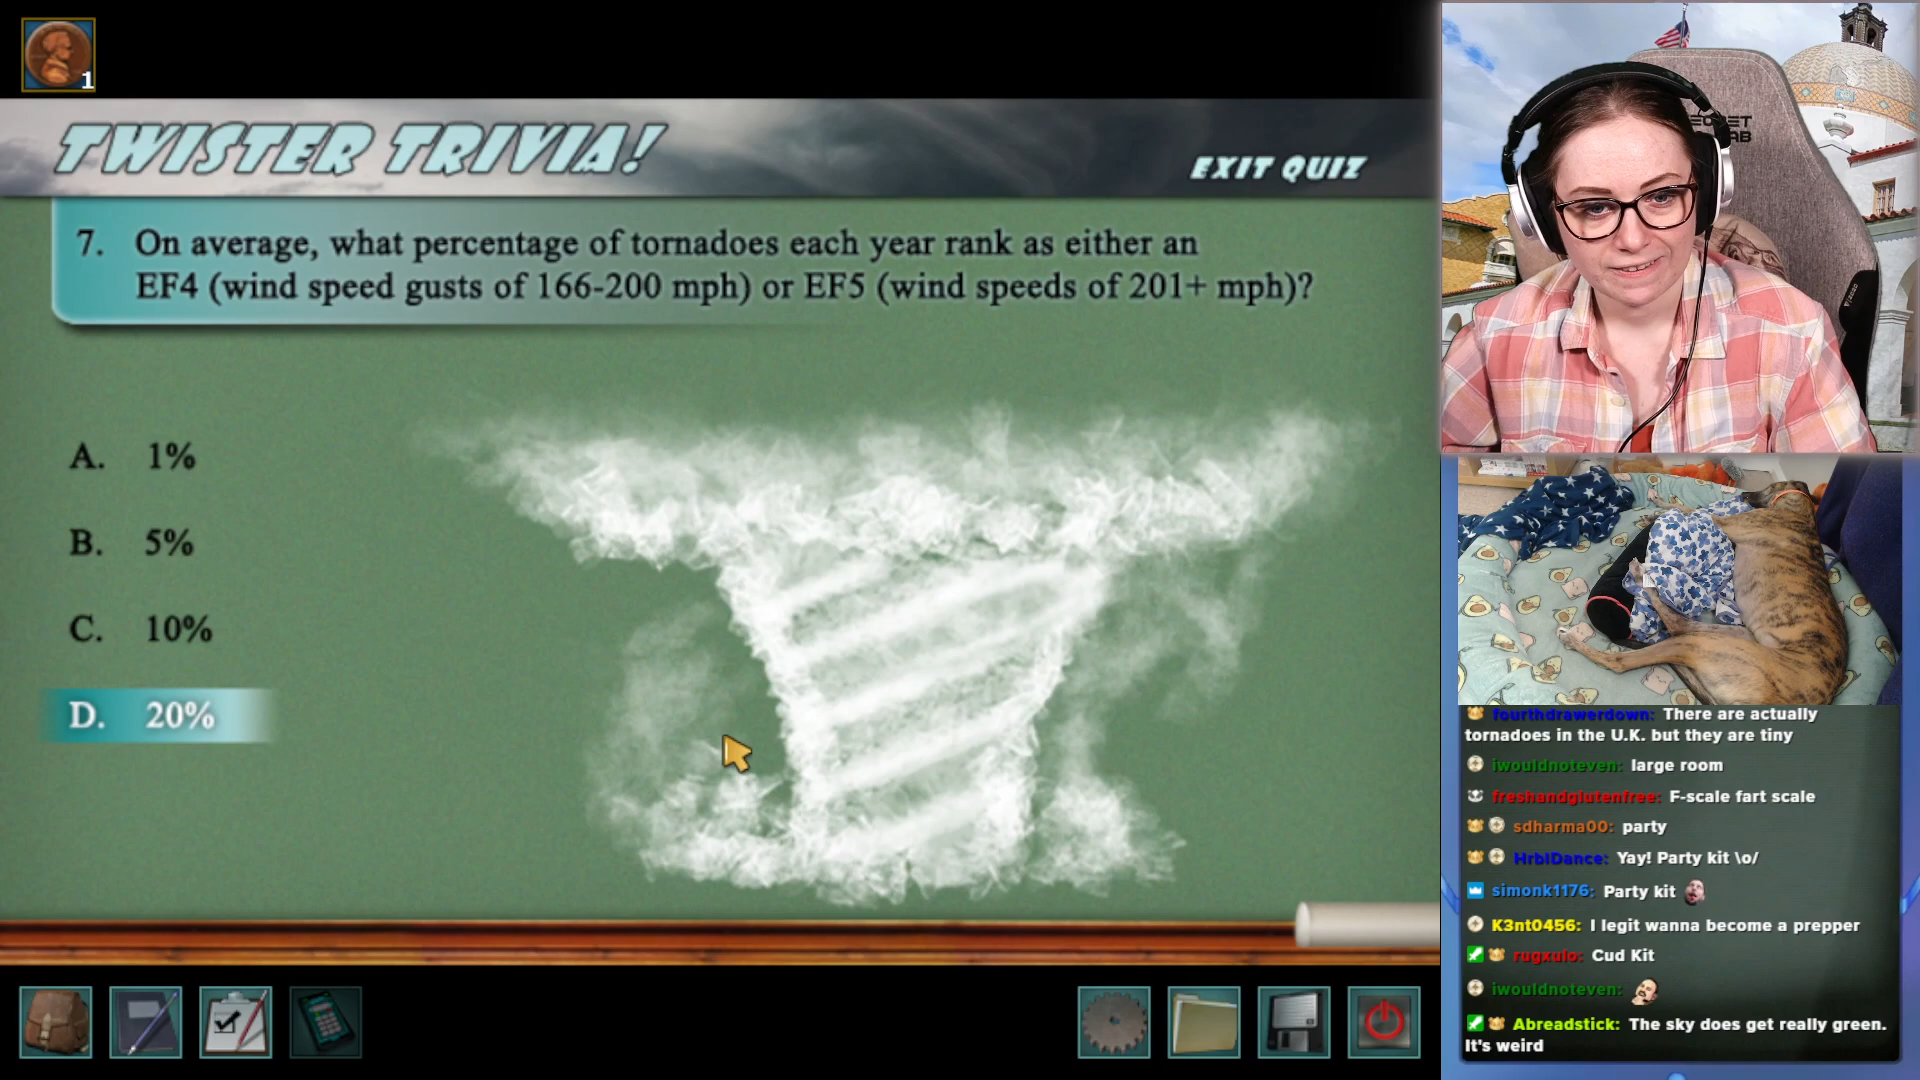 1
TWISTER TRIVIA!
EXIT QUIZ
7. On average, what percentage of tornadoes each year rank as either an
EF4 (wind speed gusts of 166-200 mph) or EF5 (wind speeds of 201+ mph)?
A. 1%
B. 5%
C. 10%
D. 20%
fourthdrawerdown: There are actually
tornadoes in the U.K. but they are tiny
iwouldnoteven: large room
freshandglutenfree: F-scale fart scale
sdharma00: party
HrblDance: Yay! Party kit \o/
simonk1176: Party kit
K3nt0456: I legit wanna become a prepper
rugxulo: Cud Kit
iwouldnoteven:
Abreadstick: The sky does get really green.
It's weird